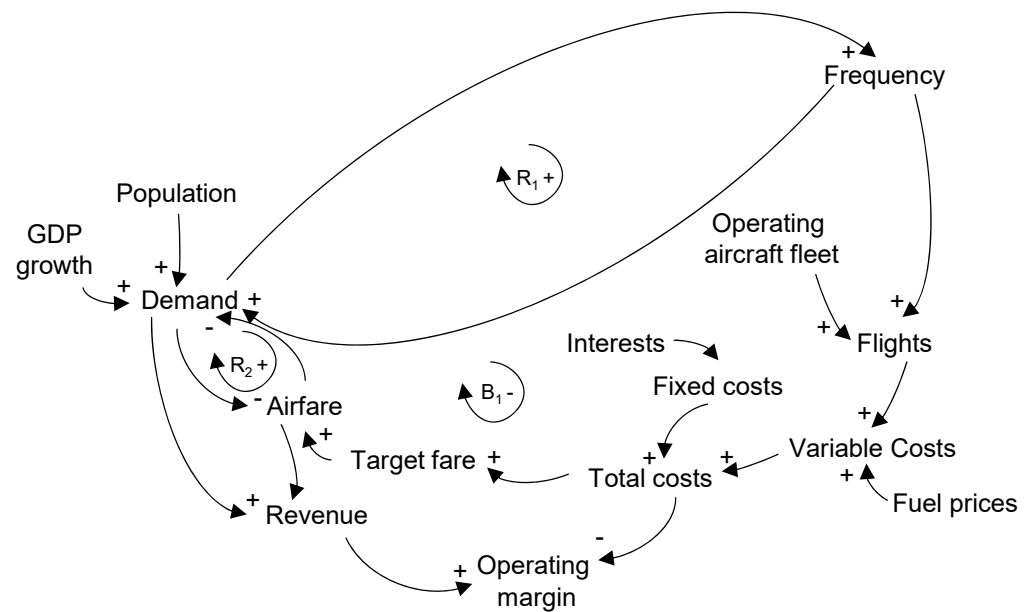 +
Frequency
R1 +
Population
Operating
aircraft fleet
GDP
growth
+
+
Demand +
-
+
+
Flights
Interests
R2 +
Fixed costs
B1 -
- Airfare
+
+
Variable Costs
Target fare
+
+
+
Total costs
+
Fuel prices
+
Revenue
-
+
Operating
margin